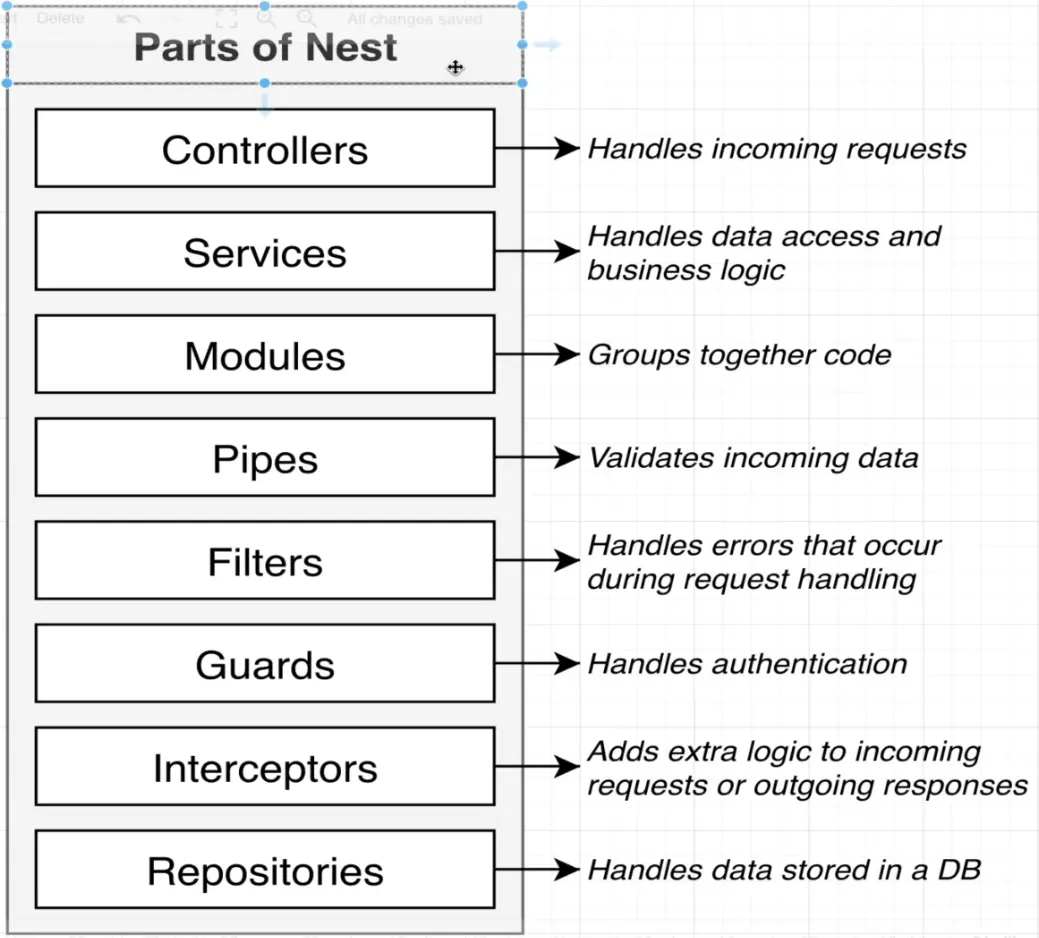 Delete
All changes saved
Parts of Nest
Controllers
Handles incoming requests
Services
Handles data access and
business logic
Modules
Groups together code
Pipes
Validates incoming data
Filters
Handles errors that occur
during request handling
Guards
Handles authentication
Interceptors
Adds extra logic to incoming
requests or outgoing responses
Repositories
Handles data stored in a DB